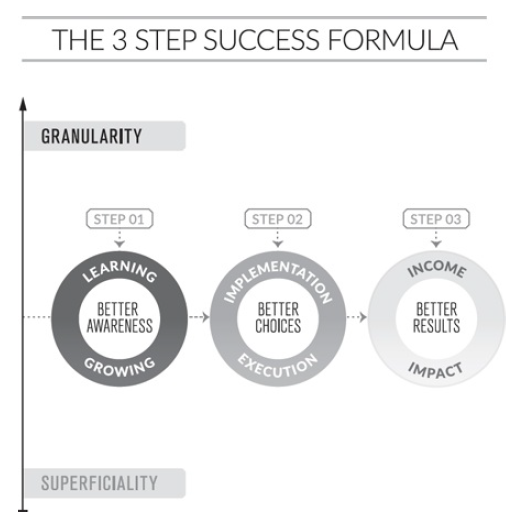 THE 3 STEP SUCCESS FORMULA
GRANULARITY
STEP 01
STEP 02
STEP 03
LEARNING
BETTER
AWARENESS
GROWING
IMPLEMENTATION
BETTER
CHOICES
EXECUTION
INCOME
BETTER
RESULTS
IMPACT
SUPERFICIALITY